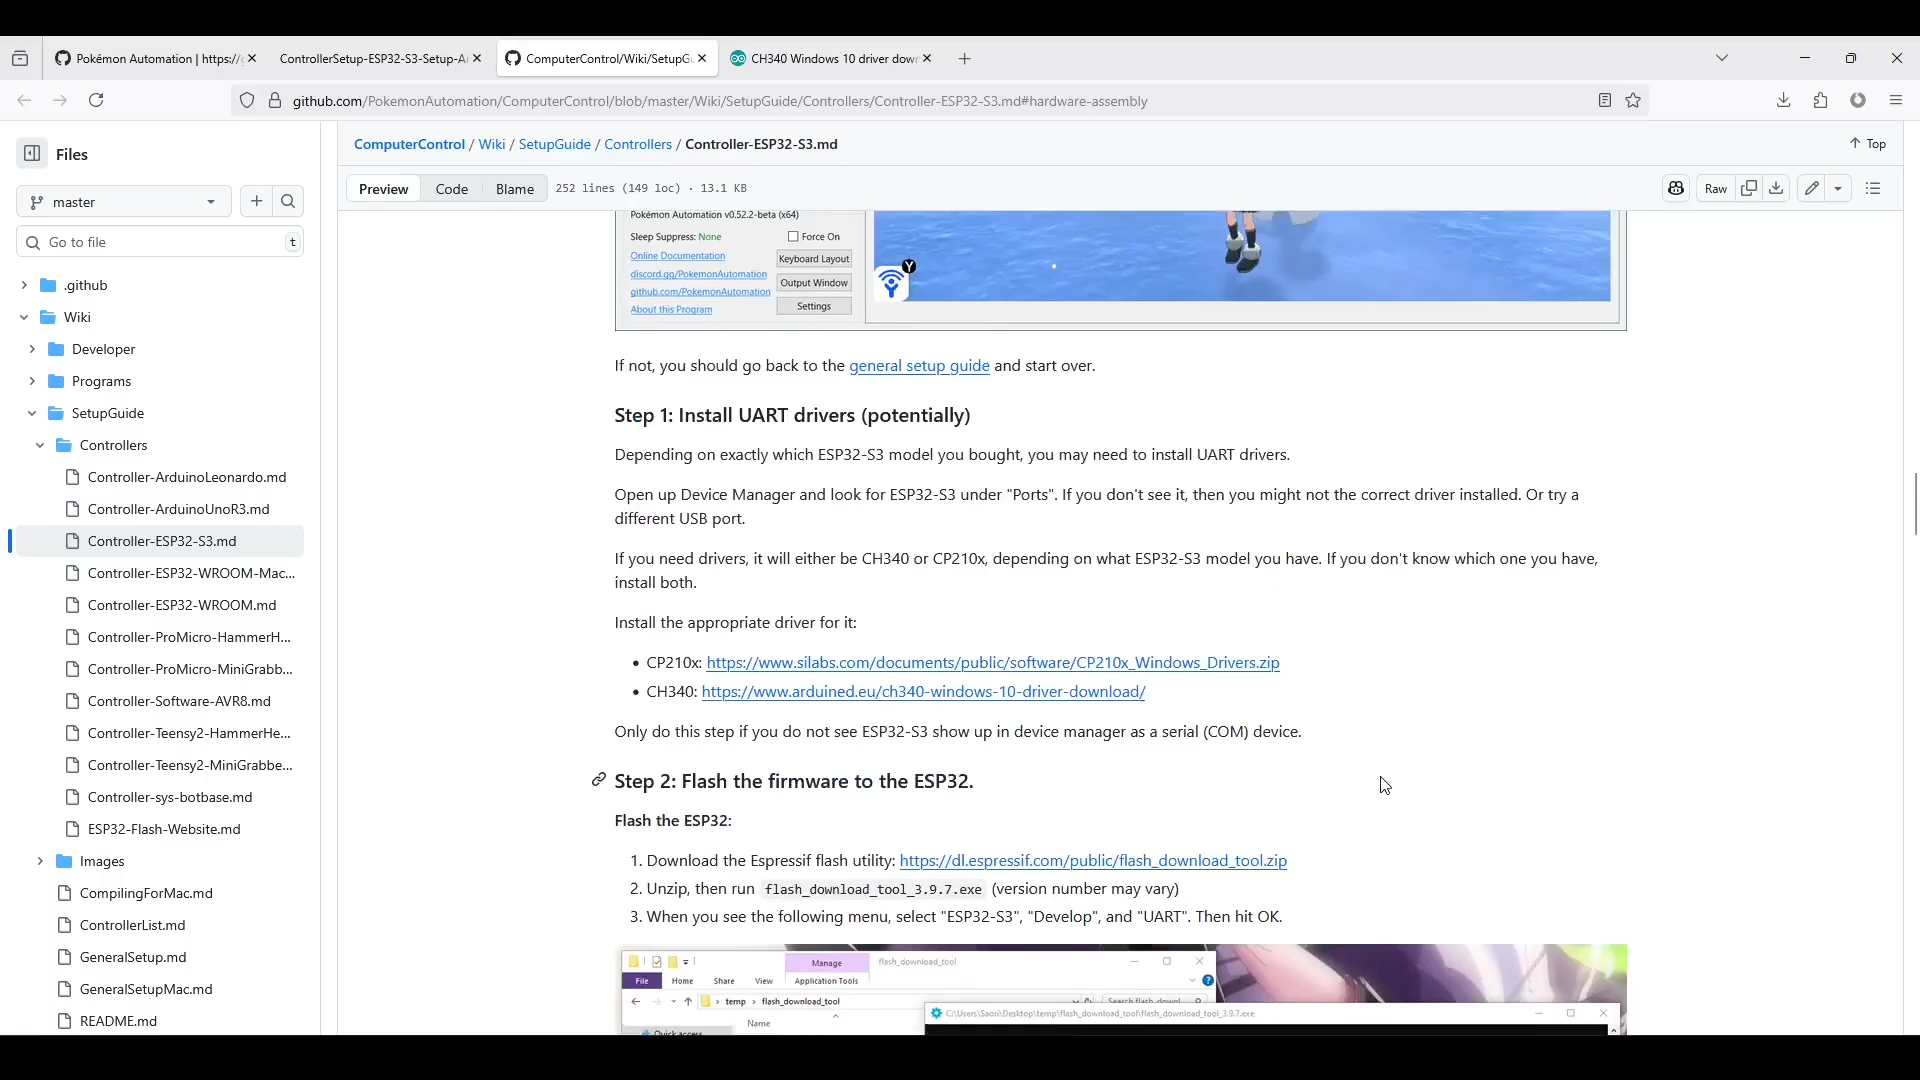 Pokémon Automation | https://g
ControllerSetup-ESP32-S3-Setup-A
ComputerControl/Wiki/SetupG
CH340 Windows 10 driver down
github.com/PokemonAutomation/ComputerControl/blob/master/Wiki/SetupGuide/Controllers/Controller-ESP32-S3.md#hardware-assembly
Files
ComputerControl / Wiki / SetupGuide / Controllers / Controller-ESP32-S3.md
Top
master
Preview Code Blame 252 lines (149 loc) · 13.1 KB
Raw
Go to file t
.github
Wiki
Developer
Programs
SetupGuide
Controllers
Controller-ArduinoLeonardo.md
Controller-ArduinoUnoR3.md
Controller-ESP32-S3.md
Controller-ESP32-WROOM-Mac...
Controller-ESP32-WROOM.md
Controller-ProMicro-HammerH...
Controller-ProMicro-MiniGrabb...
Controller-Software-AVR8.md
Controller-Teensy2-HammerHe...
Controller-Teensy2-MiniGrabbe...
Controller-sys-botbase.md
ESP32-Flash-Website.md
Images
CompilingForMac.md
ControllerList.md
GeneralSetup.md
GeneralSetupMac.md
README.md
Pokémon Automation v0.52.2-beta (x64)
Sleep Suppress: None Force On
Online Documentation Keyboard Layout
discord.gg/PokemonAutomation Output Window
github.com/PokemonAutomation
About this Program Settings
Y
If not, you should go back to the general setup guide and start over.
Step 1: Install UART drivers (potentially)
Depending on exactly which ESP32-S3 model you bought, you may need to install UART drivers.
Open up Device Manager and look for ESP32-S3 under "Ports". If you don't see it, then you might not the correct driver installed. Or try a
different USB port.
If you need drivers, it will either be CH340 or CP210x, depending on what ESP32-S3 model you have. If you don't know which one you have,
install both.
Install the appropriate driver for it:
• CP210x: https://www.silabs.com/documents/public/software/CP210x_Windows_Drivers.zip
• CH340: https://www.arduined.eu/ch340-windows-10-driver-download/
Only do this step if you do not see ESP32-S3 show up in device manager as a serial (COM) device.
Step 2: Flash the firmware to the ESP32.
Flash the ESP32:
1. Download the Espressif flash utility: https://dl.espressif.com/public/flash_download_tool.zip
2. Unzip, then run flash_download_tool_3.9.7.exe (version number may vary)
3. When you see the following menu, select "ESP32-S3", "Develop", and "UART". Then hit OK.
Manage flash_download_tool
File Home Share View Application Tools
temp › flash_download_tool
Name
C:\Users\Saori\Desktop\temp\flash_download_tool\flash_download_tool_3.9.7.exe